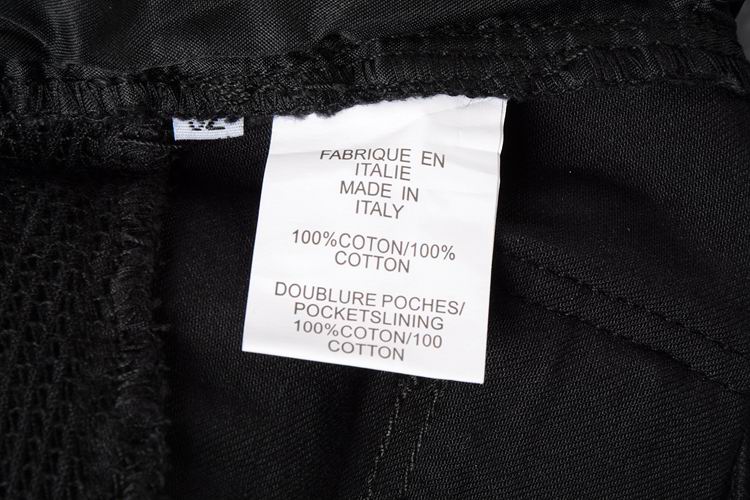 FABRIQUE EN
ITALIE
MADE IN
ITALY
100%COTON/100%
COTTON
DOUBLURE POCHES/
POCKETSLINING
100%COTON/100
COTTON